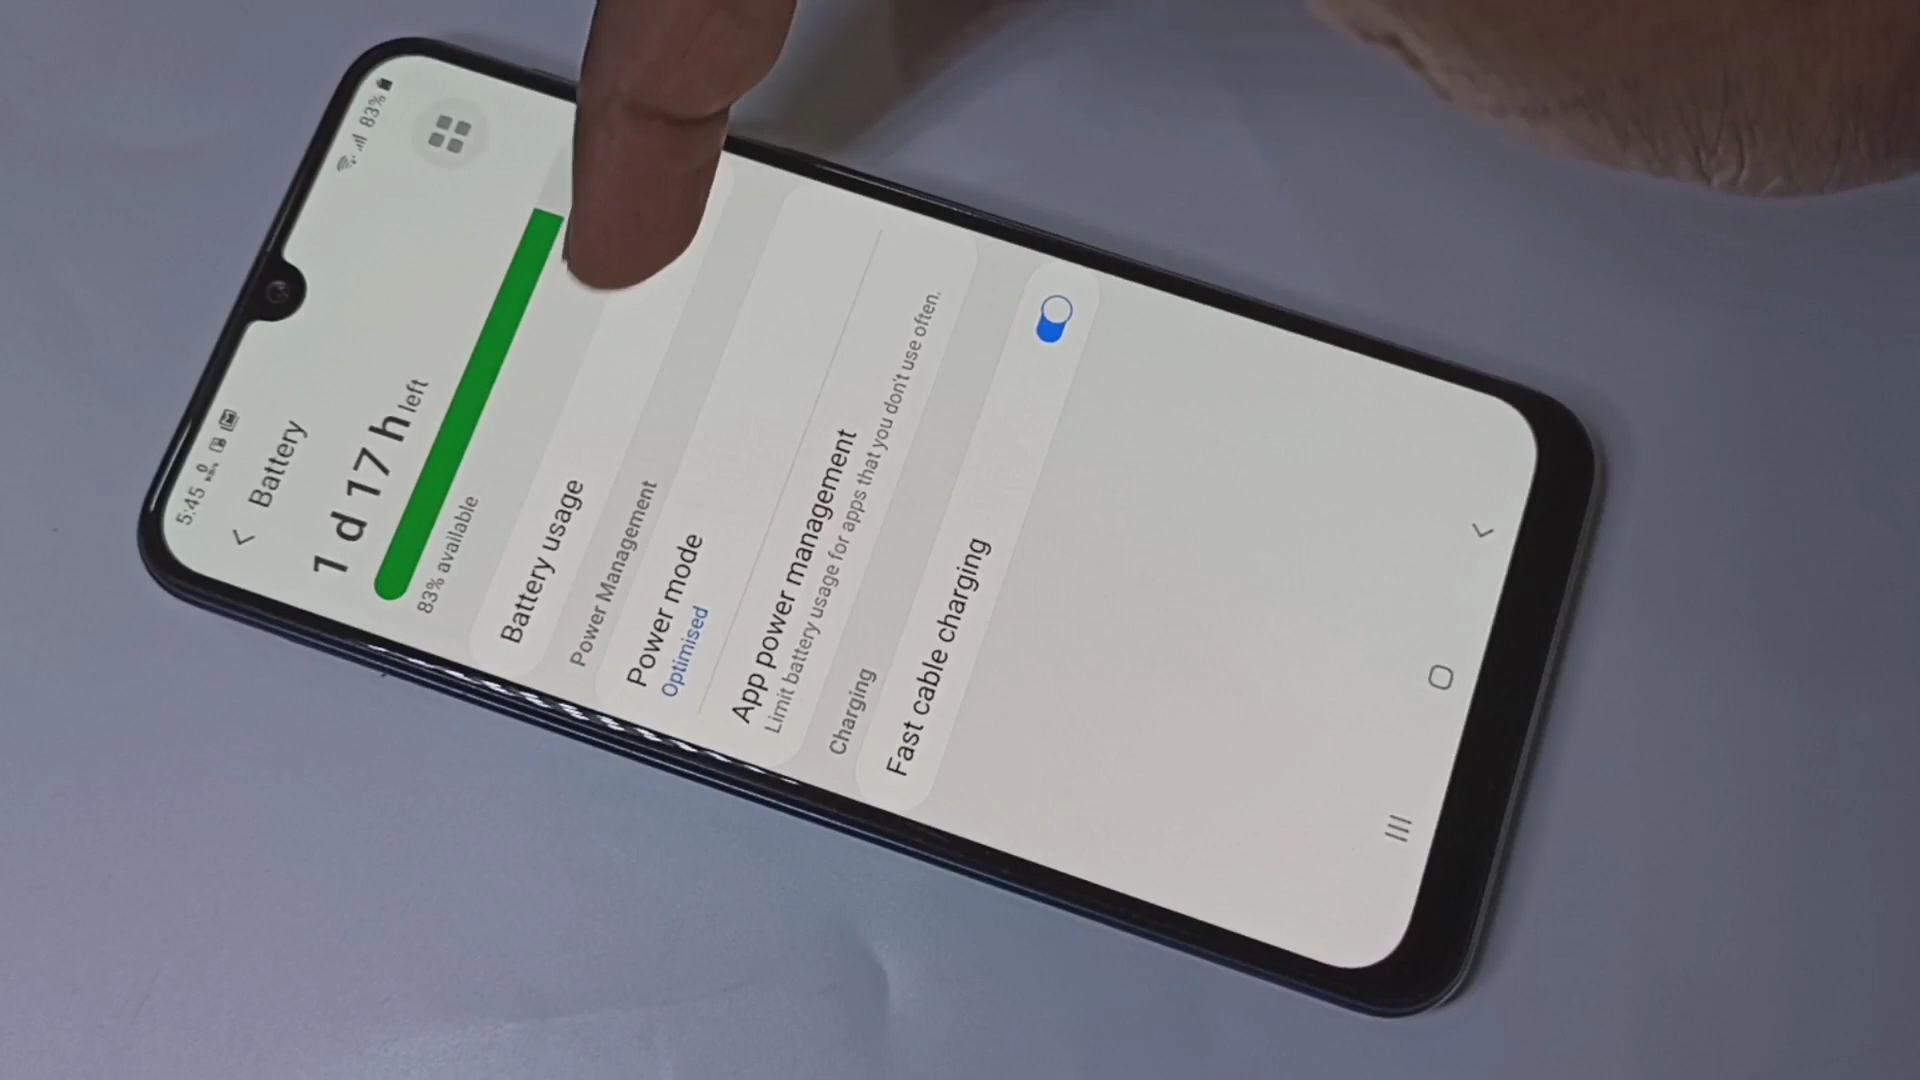 5:45 83%
Battery
1 d 17 h left
83% available
Battery usage
Power Management
Power mode
Optimised
App power management
Limit battery usage for apps that you don't use often.
Charging
Fast cable charging